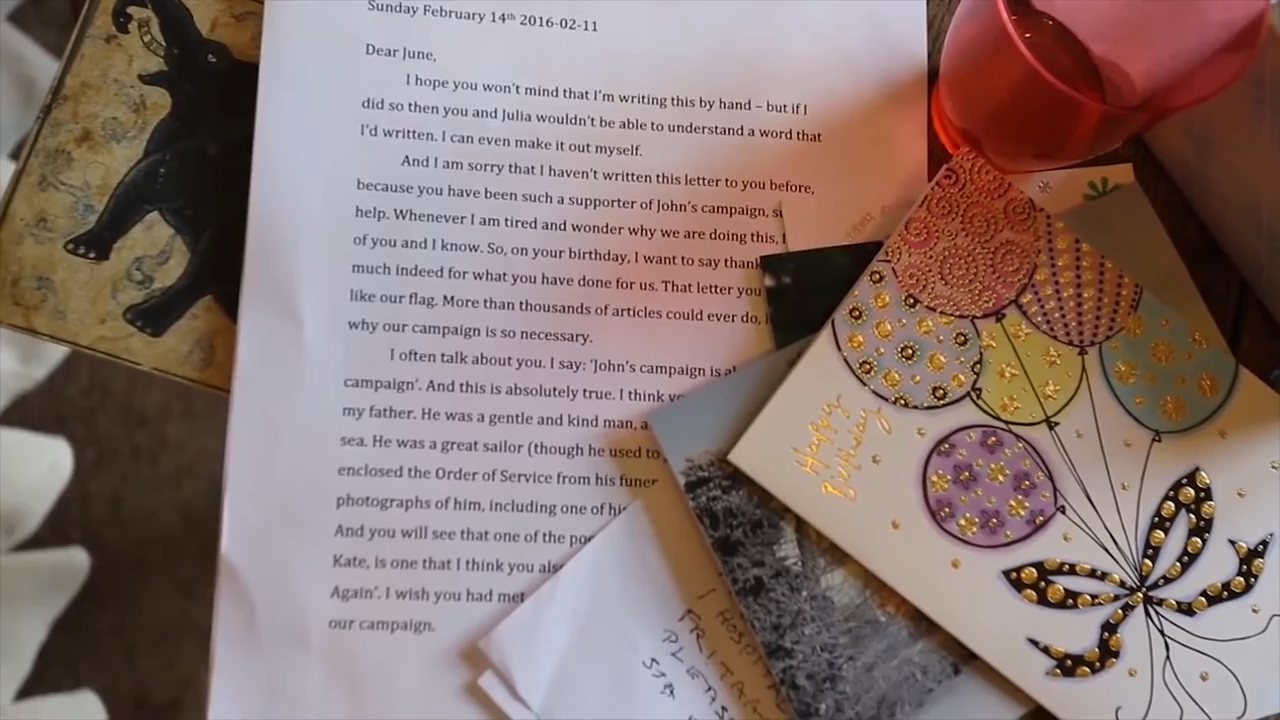 Sunday February 14th 2016-02-11
Dear June,
I hope you won't mind that I'm writing this by hand – but if I
did so then you and Julia wouldn't be able to understand a word that
I'd written. I can even make it out myself.
And I am sorry that I haven't written this letter to you before,
because you have been such a supporter of John's campaign,
help. Whenever I am tired and wonder why we are doing this, I
of you and I know. So, on your birthday, I want to say
much indeed for what you have done for us. That letter you
like our flag. More than thousands of articles could ever do,
why our campaign is so necessary.
I often talk about you. I say: 'John's campaign is
campaign'. And this is absolutely true. I think
my father. He was a gentle and kind man,
sea. He was a great sailor (though he used to
enclosed the Order of Service from his
photographs of him, including one of
And you will see that one of the
Kate, is one that I think you
Again'. I wish you had met
our campaign.
Happy
Birthday
I